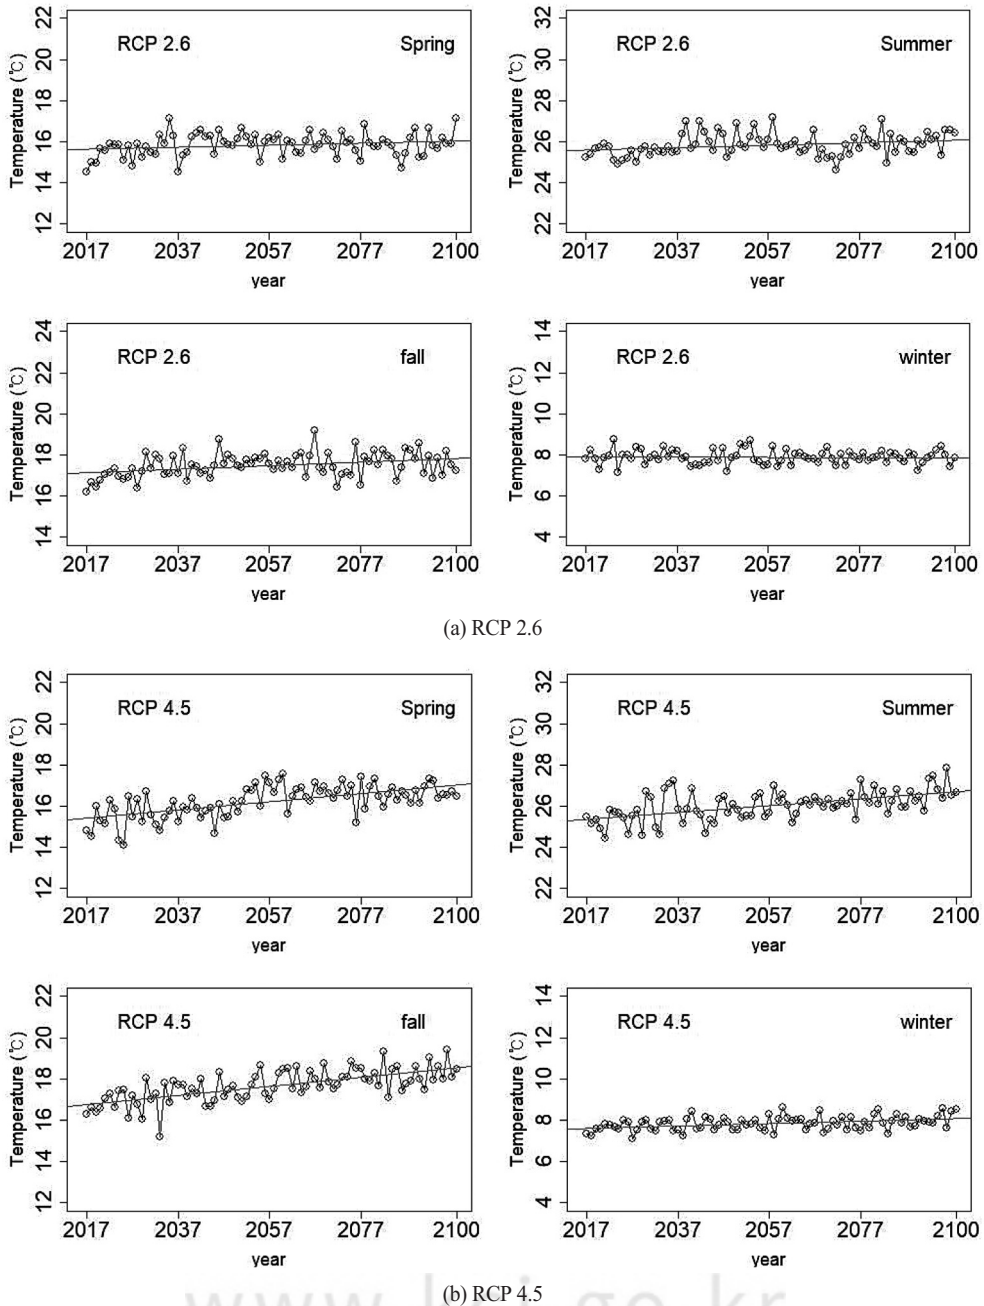 RCP 2.6 Spring
Temperature (℃)
22
20
18
16
14
12
2017 2037 2057 2077 2100
year
RCP 2.6 Summer
Temperature (℃)
32
30
28
26
24
22
2017 2037 2057 2077 2100
year
RCP 2.6 fall
Temperature (℃)
24
22
20
18
16
14
2017 2037 2057 2077 2100
year
RCP 2.6 winter
Temperature (℃)
14
12
10
8
6
4
2017 2037 2057 2077 2100
year
(a) RCP 2.6
RCP 4.5 Spring
Temperature (℃)
22
20
18
16
14
12
2017 2037 2057 2077 2100
year
RCP 4.5 Summer
Temperature (℃)
32
30
28
26
24
22
2017 2037 2057 2077 2100
year
RCP 4.5 fall
Temperature (℃)
22
20
18
16
14
12
2017 2037 2057 2077 2100
year
RCP 4.5 winter
Temperature (℃)
14
12
10
8
6
4
2017 2037 2057 2077 2100
year
(b) RCP 4.5